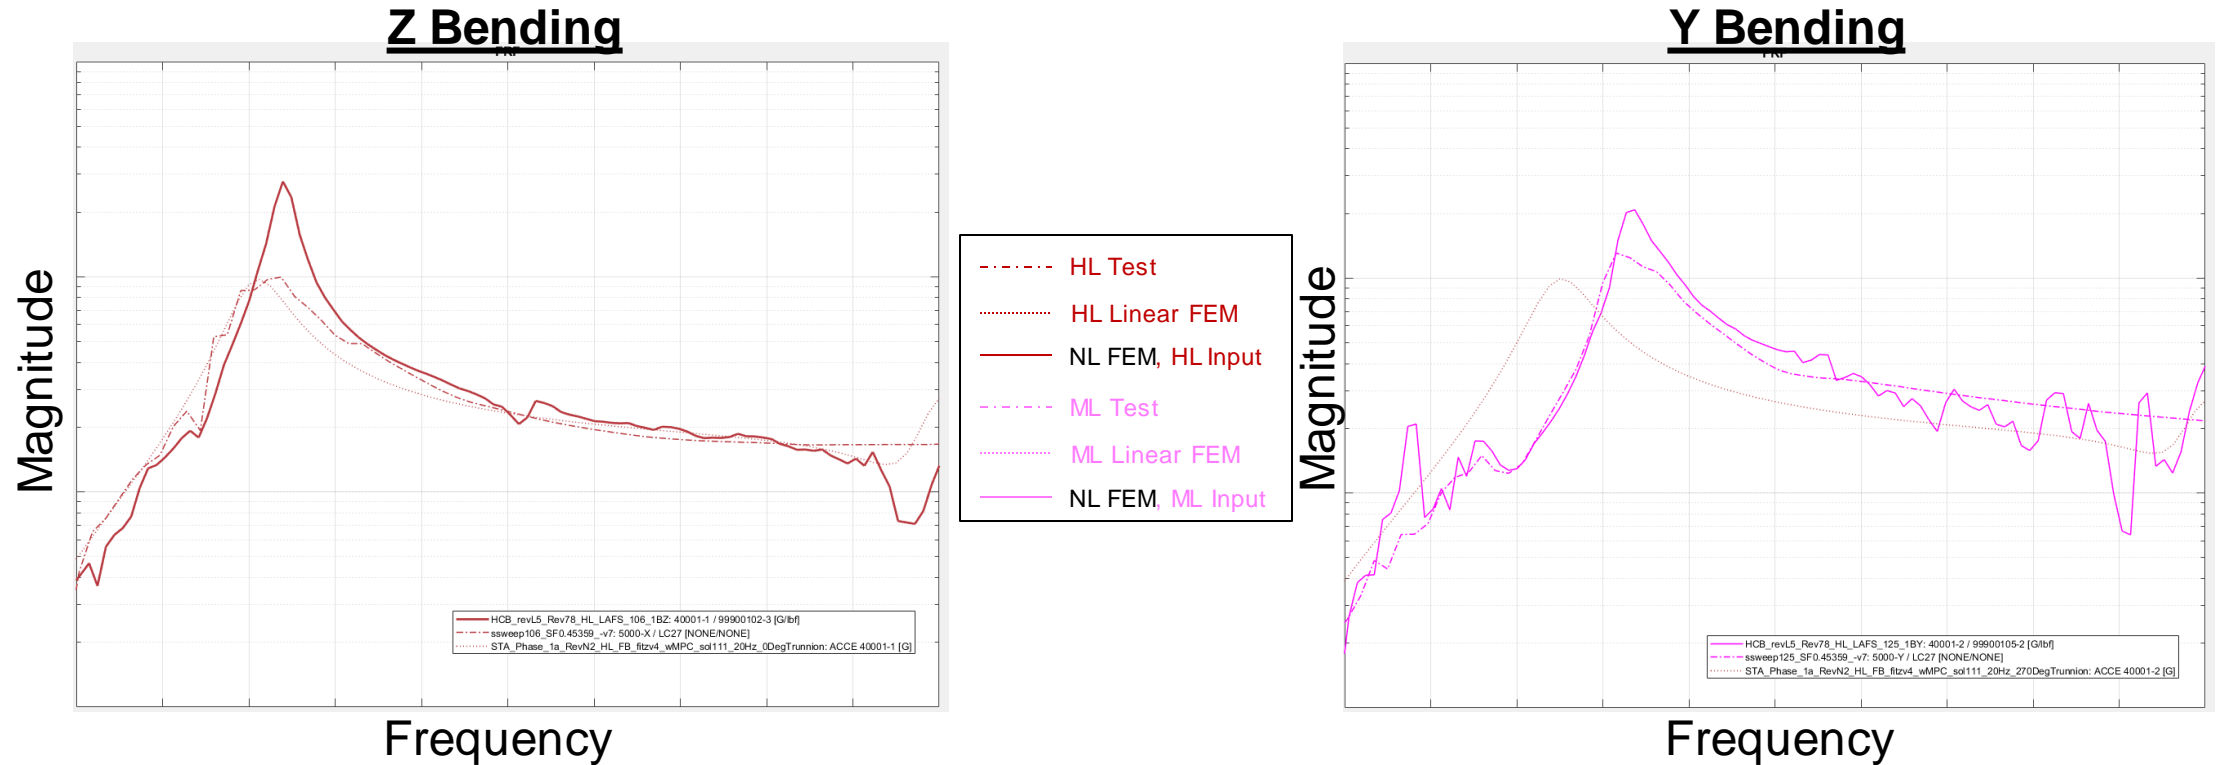 Z Bending
Y Bending
FRF
FRF
Magnitude
HL Test
HL Linear FEM
NL FEM, HL Input
ML Test
ML Linear FEM
NL FEM, ML Input
Magnitude
HCB_revL5_Rev78_HL_LAFS_106_1BZ: 40001-1 / 99900102-3 [G/lbf]
ssweep106_SF0.45359_-v7: 5000-X / LC27 [NONE/NONE]
STA_Phase_1a_RevN2_HL_FB_fitzv4_wMPC_sol111_20Hz_0DegTrunnion: ACCE 40001-1 [G]
HCB_revL5_Rev78_HL_LAFS_125_1BY: 40001-2 / 99900105-2 [G/lbf]
ssweep125_SF0.45359_-v7: 5000-Y / LC27 [NONE/NONE]
STA_Phase_1a_RevN2_HL_FB_fitzv4_wMPC_sol111_20Hz_270DegTrunnion: ACCE 40001-2 [G]
Frequency
Frequency